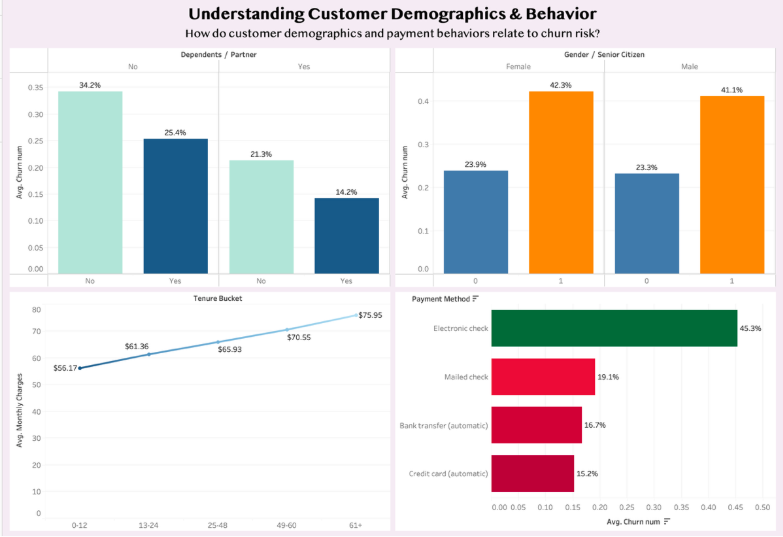 Understanding Customer Demographics & Behavior
How do customer demographics and payment behaviors relate to churn risk?
Dependents / Partner
No
Yes
Avg. Churn num
0.35
0.30
0.25
0.20
0.15
0.10
0.05
0.00
34.2%
25.4%
21.3%
14.2%
No
Yes
No
Yes
Gender / Senior Citizen
Female
Male
Avg. Churn num
0.4
0.3
0.2
0.1
0.0
23.9%
42.3%
23.3%
41.1%
0
1
0
1
Tenure Bucket
Avg. Monthly Charges
80
70
60
50
40
30
20
10
0
$56.17
$61.36
$65.93
$70.55
$75.95
0-12
13-24
25-48
49-60
61+
Payment Method
Electronic check
45.3%
Mailed check
19.1%
Bank transfer (automatic)
16.7%
Credit card (automatic)
15.2%
0.00 0.05 0.10 0.15 0.20 0.25 0.30 0.35 0.40 0.45 0.50
Avg. Churn num